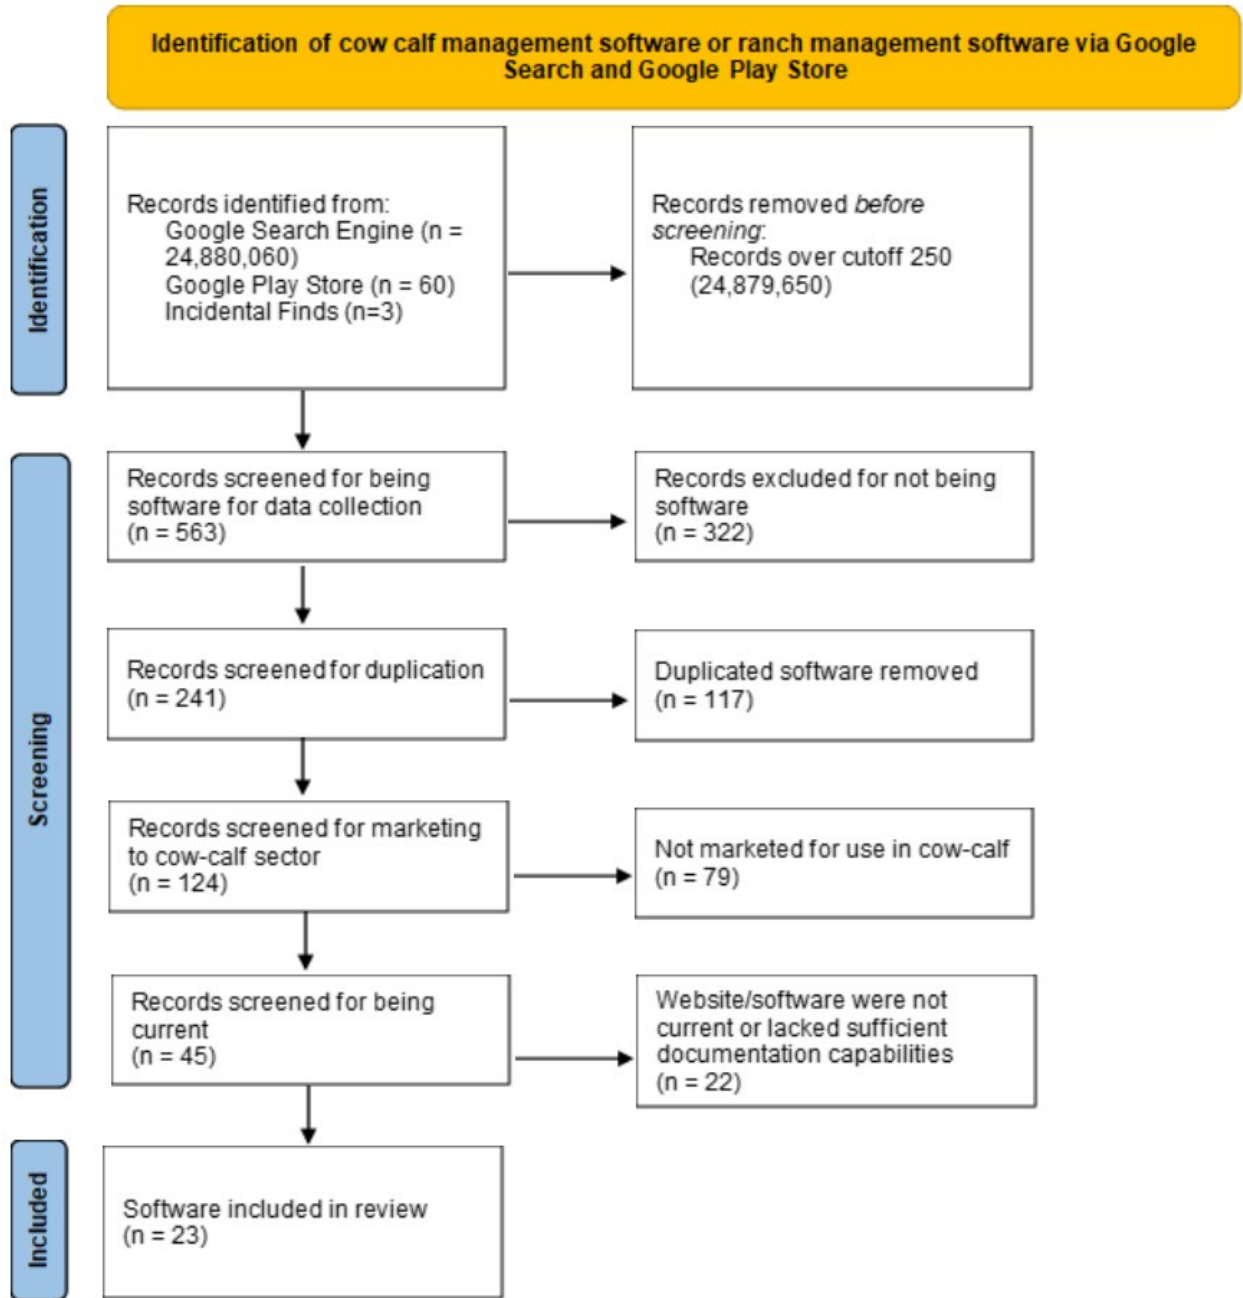 Identification of cow calf management software or ranch management software via Google
Search and Google Play Store
Identification
Records identified from:
Google Search Engine (n =
24,880,060)
Google Play Store (n = 60)
Incidental Finds (n=3)
Records removed before
screening:
Records over cutoff 250
(24,879,650)
Screening
Records screened for being
software for data collection
(n = 563)
Records excluded for not being
software
(n = 322)
Records screened for duplication
(n = 241)
Duplicated software removed
(n = 117)
Records screened for marketing
to cow-calf sector
(n = 124)
Not marketed for use in cow-calf
(n = 79)
Records screened for being
current
(n = 45)
Website/software were not
current or lacked sufficient
documentation capabilities
(n = 22)
Included
Software included in review
(n = 23)